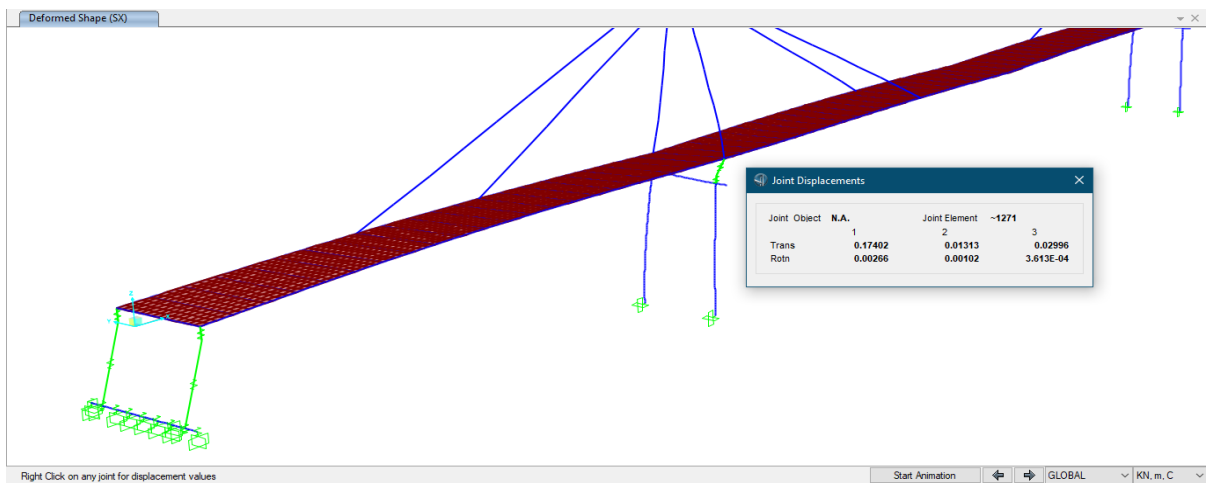 Deformed Shape (SX)
Joint Displacements
Joint Object N.A. Joint Element ~1271
1 2 3
Trans 0.17402 0.01313 0.02996
Rotn 0.00266 0.00102 3.613E-04
Right Click on any joint for displacement values
Start Animation GLOBAL KN, m, C